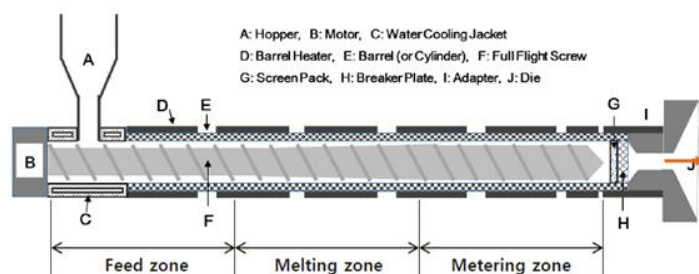 A: Hopper, B: Motor, C: Water Cooling Jacket
D: Barrel Heater, E: Barrel (or Cylinder), F: Full Flight Screw
G: Screen Pack, H: Breaker Plate, I: Adapter, J: Die
A
D
E
G
I
B
J
C
F
H
Feed zone
Melting zone
Metering zone